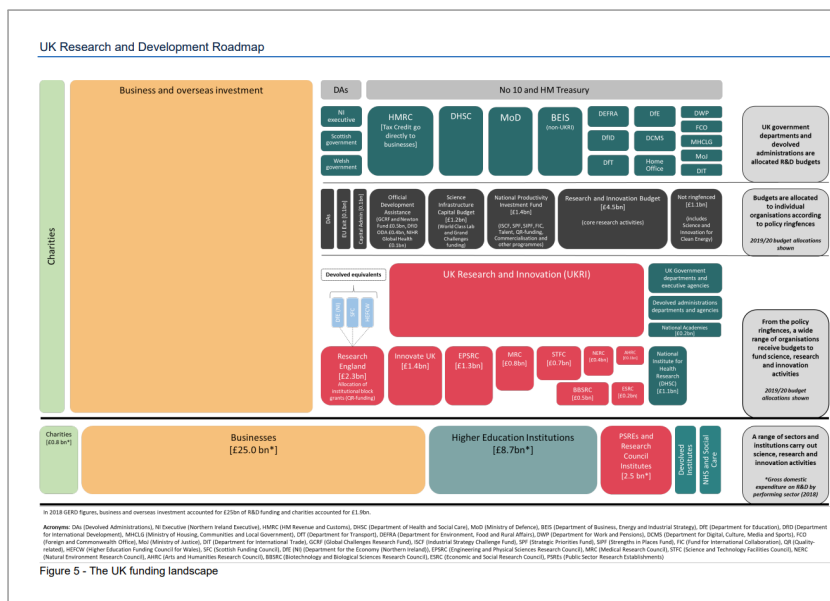 UK Research and Development Roadmap
Charities
Business and overseas investment
DAs
No 10 and HM Treasury
NI
executive
Scottish
government
Welsh
government
HMRC
[Tax Credit go
directly to
businesses]
DHSC
MoD
BEIS
(non-UKRI)
DEFRA
DfID
DfT
DfE
DCMS
Home
Office
DWP
FCO
MHCLG
MoJ
DIT
UK government
departments and
devolved
administrations are
allocated R&D budgets
DAs
EU Exit [0.1bn]
Capital Admin [0.1bn]
Official
Development
Assistance
(GCRF and Newton
Fund £0.5bn, DfID
ODA £0.4bn, NIHR
Global Health
£0.1bn)
Science
Infrastructure
Capital Budget
[£1.2bn]
(World Class Lab
and Grand
Challenges
funding)
National Productivity
Investment Fund
[£1.4bn]
(ISCF, SPF, SIPF, FIC,
Talent, QR-funding,
Commercialisation and
other programmes)
Research and Innovation Budget
[£4.5bn]
(core research activities)
Not ringfenced
[£1.1bn]
(includes
Science and
Innovation for
Clean Energy)
Budgets are allocated
to individual
organisations according
to policy ringfences
2019/20 budget allocations
shown
Devolved equivalents
DfE (NI)
SFC
HEFCW
UK Research and Innovation (UKRI)
UK Government
departments and
executive agencies
Devolved administrations
departments and agencies
National Academies
[£0.2bn]
Research
England
[£2.3bn]
Allocation of
institutional block
grants (QR-funding)
Innovate UK
[£1.4bn]
EPSRC
[£1.3bn]
MRC
[£0.8bn]
STFC
[£0.7bn]
NERC
[£0.4bn]
AHRC
BBSRC
[£0.5bn]
ESRC
[£0.2bn]
National
Institute for
Health
Research
(DHSC)
[£1.1bn]
From the policy
ringfences, a wide
range of organisations
receive budgets to
fund science, research
and innovation
activities
2019/20 budget
allocations shown
Charities
[£0.8 bn*]
Businesses
[£25.0 bn*]
Higher Education Institutions
[£8.7bn*]
PSREs and
Research
Council
Institutes
[2.5 bn*]
Devolved
Institutes
NHS and Social
Care
A range of sectors and
institutions carry out
science, research and
innovation activities
*Gross domestic
expenditure on R&D by
performing sector (2018)
In 2018 GERD figures, business and overseas investment accounted for £25bn of R&D funding and charities accounted for £1.9bn.
Acronyms: DAs (Devolved Administrations), NI Executive (Northern Ireland Executive), HMRC (HM Revenue and Customs), DHSC (Department of Health and Social Care), MoD (Ministry of Defence), BEIS (Department of Business, Energy and Industrial Strategy), DfE (Department for Education), DfID (Department
for International Development), MHCLG (Ministry of Housing, Communities and Local Government), DfT (Department for Transport), DEFRA (Department for Environment, Food and Rural Affairs), DWP (Department for Work and Pensions), DCMS (Department for Digital, Culture, Media and Sports), FCO
(Foreign and Commonwealth Office), MoJ (Ministry of Justice), DIT (Department for International Trade), GCRF (Global Challenges Research Fund), ISCF (Industrial Strategy Challenge Fund), SPF (Strategic Priorities Fund), SIPF (Strengths in Places Fund), FIC (Fund for International Collaboration), QR (Quality-
related), HEFCW (Higher Education Funding Council for Wales), SFC (Scottish Funding Council), DfE (NI) (Department for the Economy (Northern Ireland)), EPSRC (Engineering and Physical Sciences Research Council), MRC (Medical Research Council), STFC (Science and Technology Facilities Council), NERC
(Natural Environment Research Council), AHRC (Arts and Humanities Research Council), BBSRC (Biotechnology and Biological Sciences Research Council), ESRC (Economic and Social Research Council), PSREs (Public Sector Research Establishments)
Figure 5 - The UK funding landscape